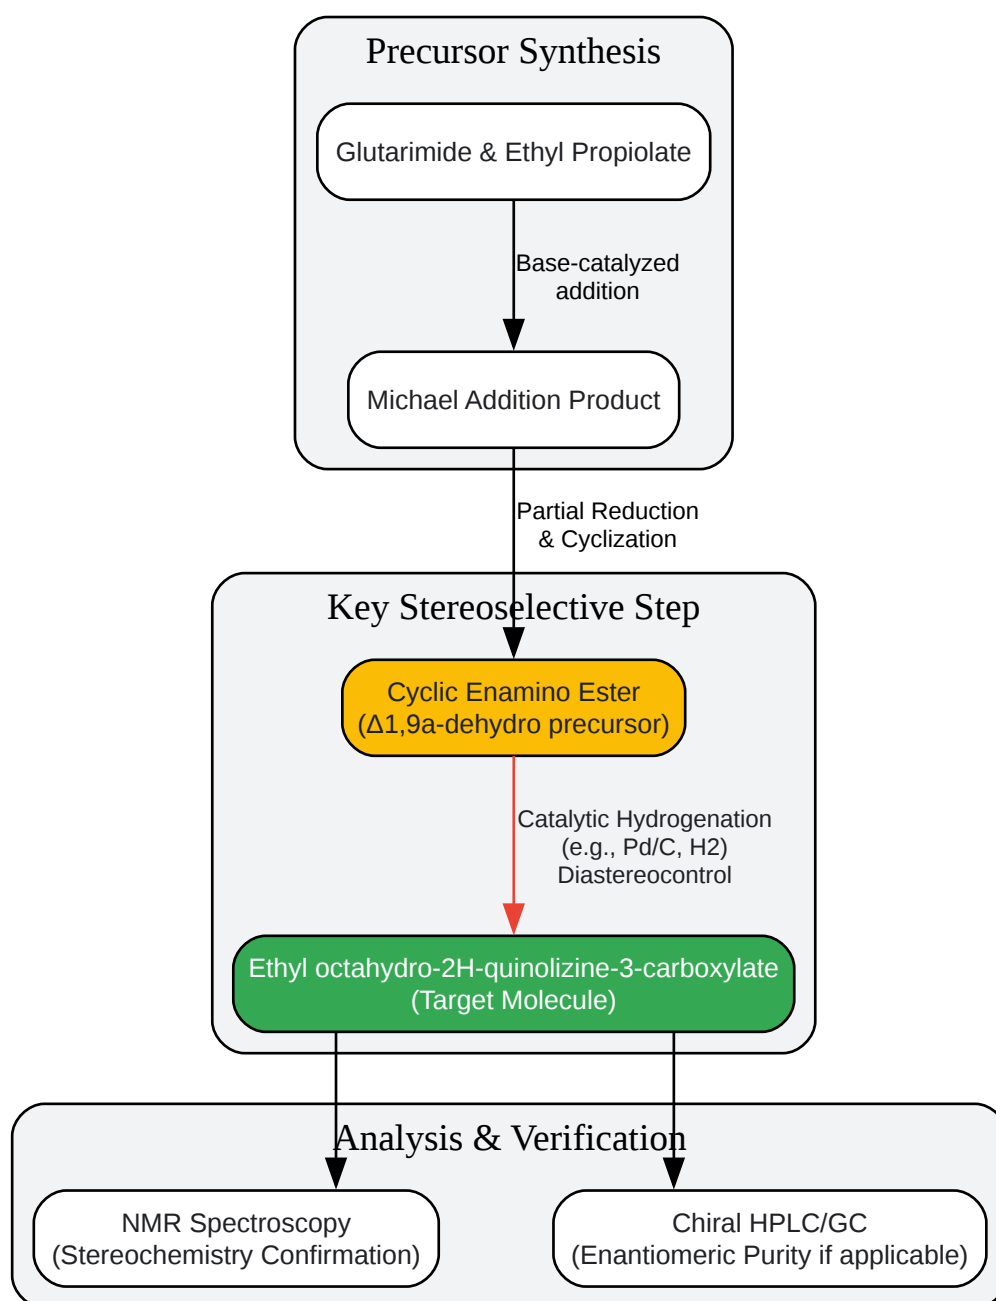 Precursor Synthesis
Glutarimide & Ethyl Propiolate
Base-catalyzed
addition
Michael Addition Product
Partial Reduction
& Cyclization
Key Stereoselective Step
Cyclic Enamino Ester
(Δ1,9a-dehydro precursor)
Catalytic Hydrogenation
(e.g., Pd/C, H2)
Diastereocontrol
Ethyl octahydro-2H-quinolizine-3-carboxylate
(Target Molecule)
Analysis & Verification
NMR Spectroscopy
(Stereochemistry Confirmation)
Chiral HPLC/GC
(Enantiomeric Purity if applicable)